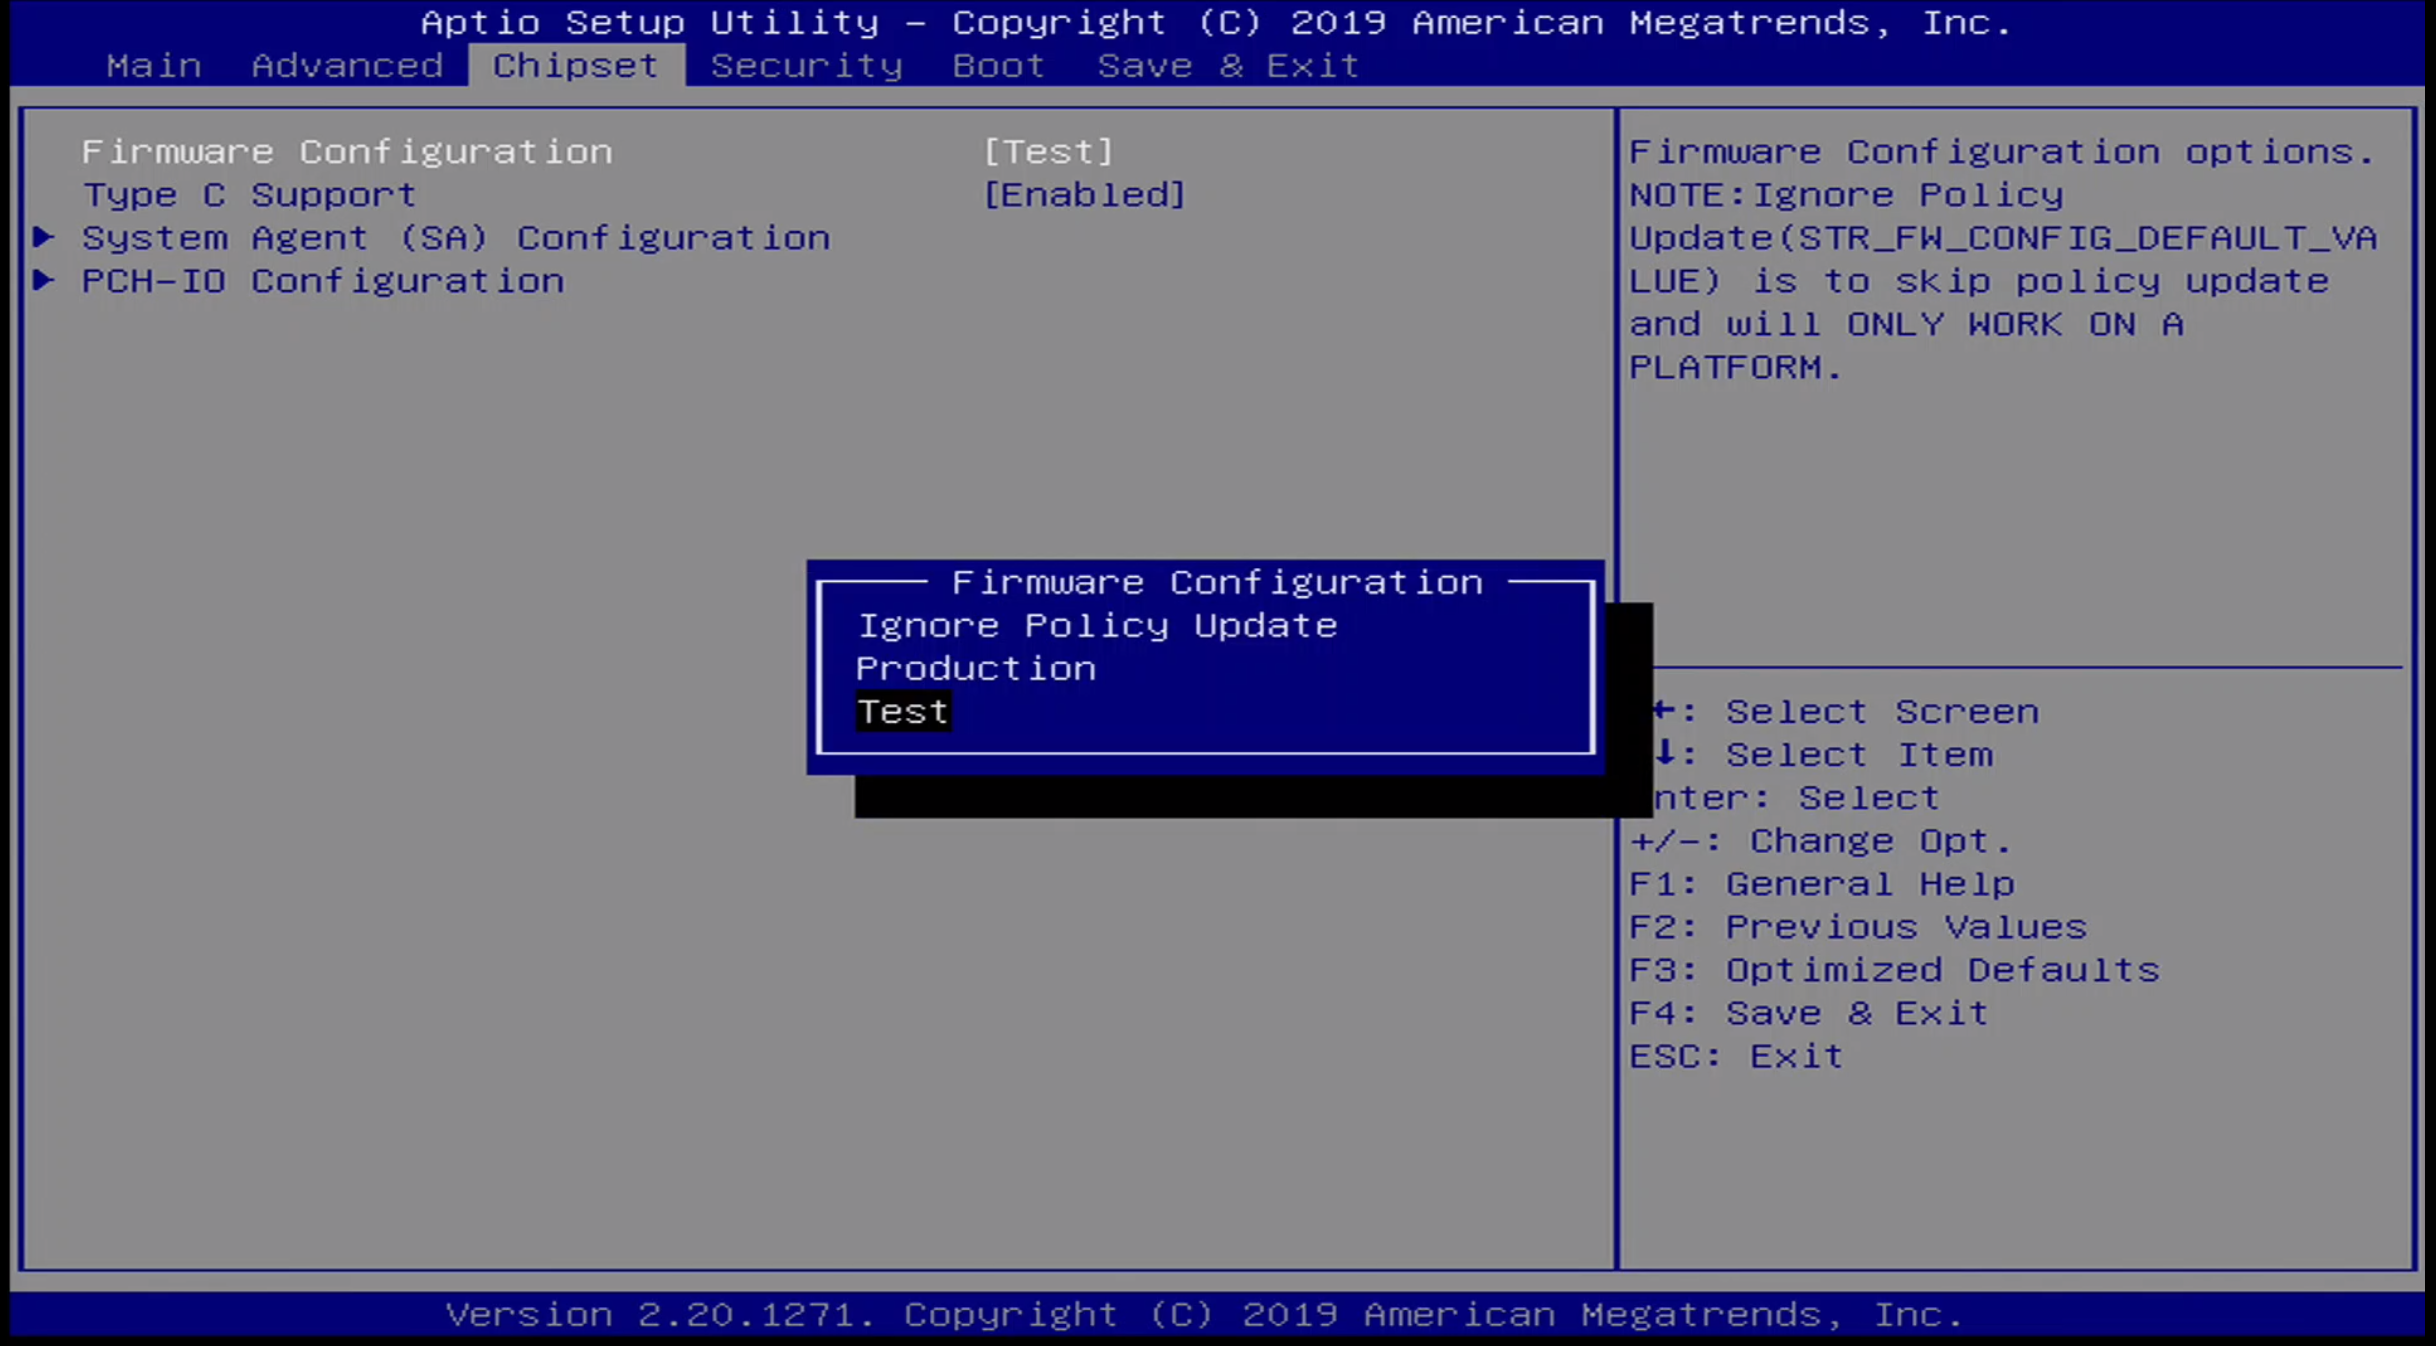 Aptio Setup Utility – Copyright (C) 2019 American Megatrends, Inc.
Main Advanced Chipset Security Boot Save & Exit
Firmware Configuration [Test]
Type C Support [Enabled]
System Agent (SA) Configuration
PCH-IO Configuration
Firmware Configuration options.
NOTE:Ignore Policy
Update(STR_FW_CONFIG_DEFAULT_VA
LUE) is to skip policy update
and will ONLY WORK ON A
PLATFORM.
Firmware Configuration
Ignore Policy Update
Production
Test
←: Select Screen
↓: Select Item
nter: Select
+/-: Change Opt.
F1: General Help
F2: Previous Values
F3: Optimized Defaults
F4: Save & Exit
ESC: Exit
Version 2.20.1271. Copyright (C) 2019 American Megatrends, Inc.